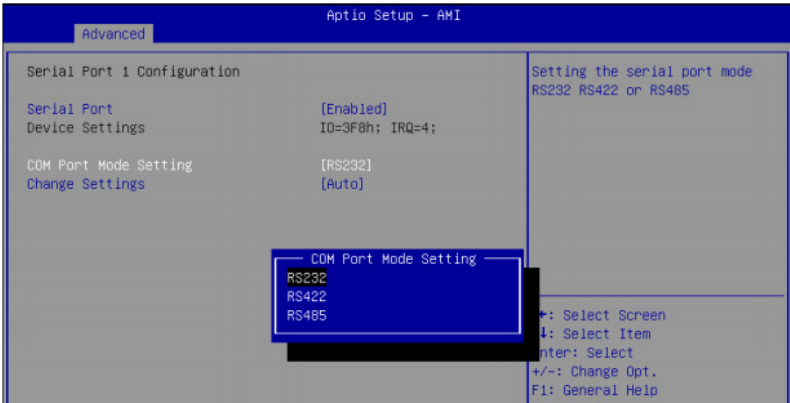 Aptio Setup – AMI
Advanced
Serial Port 1 Configuration
Serial Port [Enabled]
Device Settings IO=3F8h; IRQ=4;
COM Port Mode Setting [RS232]
Change Settings [Auto]
Setting the serial port mode
RS232 RS422 or RS485
COM Port Mode Setting
RS232
RS422
RS485
: Select Screen
: Select Item
nter: Select
+/-: Change Opt.
F1: General Help